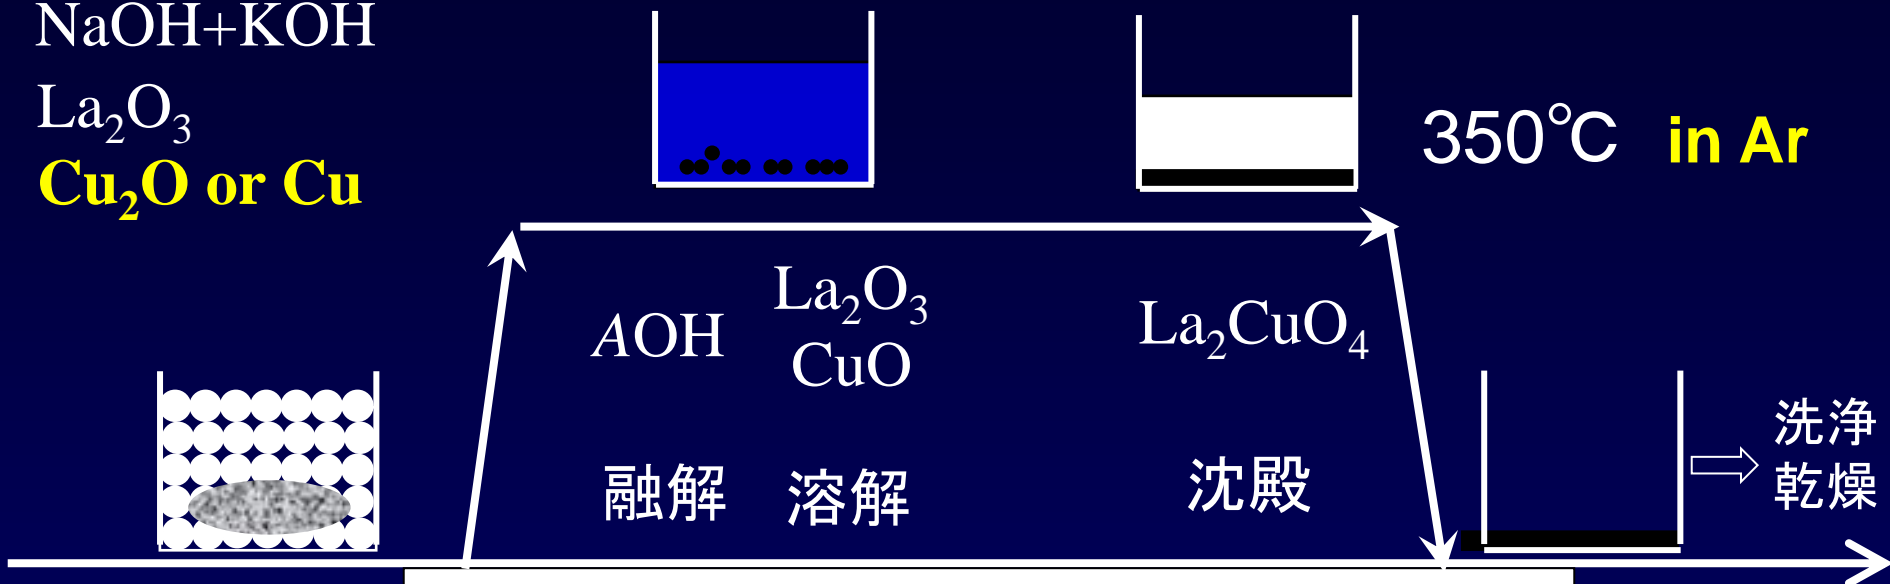 NaOH+KOH
La₂O₃
Cu₂O or Cu
350℃ in Ar
AOH
La₂O₃
CuO
La₂CuO₄
融解
溶解
沈殿
洗浄
乾燥